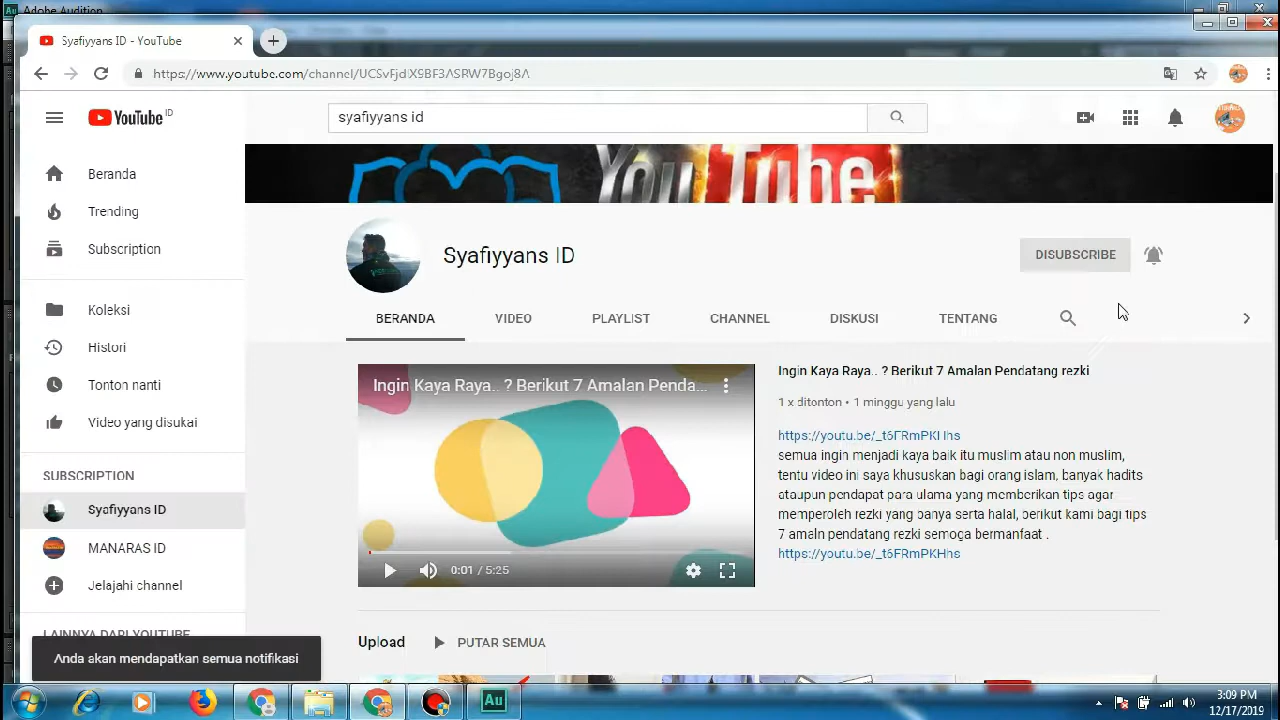 Adobe Audition
Syafiyyans ID - YouTube
https://www.youtube.com/channel/UCSvFjdIX9BF3ASRW7Bgoj8A
YouTube ID
syafiyyans id
YouTube
Beranda
Trending
Subscription
Koleksi
Histori
Tonton nanti
Video yang disukai
SUBSCRIPTION
Syafiyyans ID
MANARAS ID
Jelajahi channel
LAINNYA DARI YOUTUBE
Syafiyyans ID
DISUBSCRIBE
BERANDA
VIDEO
PLAYLIST
CHANNEL
DISKUSI
TENTANG
Ingin Kaya Raya.. ? Berikut 7 Amalan Penda...
0:01 / 5:25
Ingin Kaya Raya.. ? Berikut 7 Amalan Pendatang rezki
1 x ditonton • 1 minggu yang lalu
https://youtu.be/_t6FRmPKHhs
semua ingin menjadi kaya baik itu muslim atau non muslim,
tentu video ini saya khususkan bagi orang islam, banyak hadits
ataupun pendapat para ulama yang memberikan tips agar
memperoleh rezki yang banya serta halal, berikut kami bagi tips
7 amaln pendatang rezki semoga bermanfaat .
https://youtu.be/_t6FRmPKHhs
Upload
PUTAR SEMUA
Anda akan mendapatkan semua notifikasi
Au
3:09 PM
12/17/2019